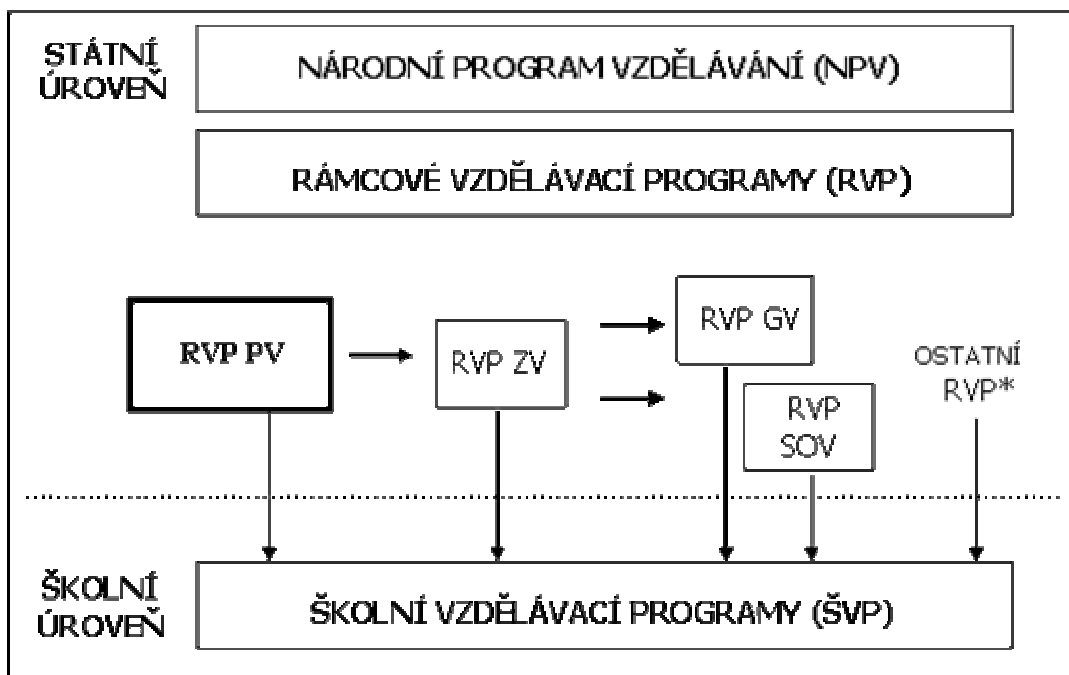 STÁTNÍ
ÚROVEŇ
NÁRODNÍ PROGRAM VZDĚLÁVÁNÍ (NPV)
RÁMCOVÉ VZDĚLÁVACÍ PROGRAMY (RVP)
RVP PV
RVP ZV
RVP GV
RVP
SOV
OSTATNÍ
RVP*
ŠKOLNÍ
ÚROVEŇ
ŠKOLNÍ VZDĚLÁVACÍ PROGRAMY (ŠVP)